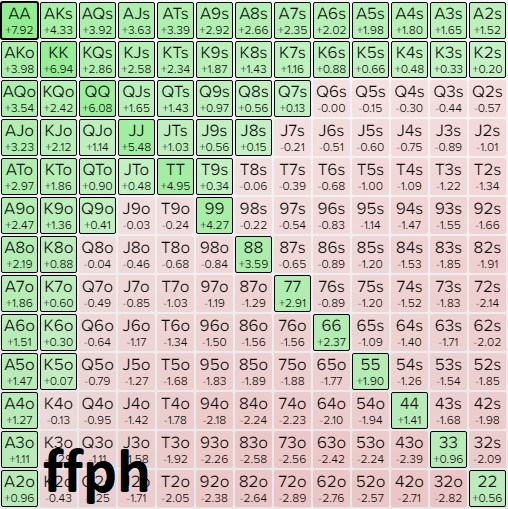 AA AKs AQs AJs ATs A9s A8s A7s A6s A5s A4s A3s A2s
+7.92 +4.33 +3.92 +3.63 +3.39 +2.92 +2.66 +2.35 +2.02 +1.98 +1.80 +1.65 +1.52
AKo KK KQs KJs KTs K9s K8s K7s K6s K5s K4s K3s K2s
+3.98 +6.94 +2.86 +2.58 +2.34 +1.87 +1.43 +1.16 +0.88 +0.66 +0.48 +0.33 +0.20
AQo KQo QQ QJs QTs Q9s Q8s Q7s Q6s Q5s Q4s Q3s Q2s
+3.54 +2.42 +6.08 +1.65 +1.43 +0.97 +0.56 +0.13 -0.00 -0.15 -0.30 -0.44 -0.57
AJo KJo QJo JJ JTs J9s J8s J7s J6s J5s J4s J3s J2s
+3.23 +2.12 +1.14 +5.48 +1.03 +0.56 +0.15 -0.21 -0.51 -0.60 -0.75 -0.89 -1.01
ATo KTo QTo JTo TT T9s T8s T7s T6s T5s T4s T3s T2s
+2.97 +1.86 +0.90 +0.48 +4.95 +0.34 -0.06 -0.39 -0.68 -1.00 -1.09 -1.22 -1.34
A9o K9o Q9o J9o T9o 99 98s 97s 96s 95s 94s 93s 92s
+2.47 +1.36 +0.41 -0.03 -0.24 +4.27 -0.22 -0.54 -0.83 -1.14 -1.47 -1.55 -1.66
A8o K8o Q8o J8o T8o 98o 88 87s 86s 85s 84s 83s 82s
+2.19 +0.88 -0.04 -0.46 -0.68 -0.84 +3.59 -0.65 -0.89 -1.20 -1.53 -1.85 -1.91
A7o K7o Q7o J7o T7o 97o 87o 77 76s 75s 74s 73s 72s
+1.86 +0.60 -0.49 -0.85 -1.03 -1.19 -1.29 +2.91 -0.89 -1.20 -1.52 -1.83 -2.14
A6o K6o Q6o J6o T6o 96o 86o 76o 66 65s 64s 63s 62s
+1.51 +0.30 -0.64 -1.17 -1.34 -1.50 -1.56 -1.56 +2.37 -1.09 -1.40 -1.71 -2.02
A5o K5o Q5o J5o T5o 95o 85o 75o 65o 55 54s 53s 52s
+1.47 +0.07 -0.79 -1.27 -1.68 -1.83 -1.89 -1.88 -1.77 +1.90 -1.26 -1.54 -1.85
A4o K4o Q4o J4o T4o 94o 84o 74o 64o 54o 44 43s 42s
+1.27 -0.13 -0.95 -1.42 -1.78 -2.18 -2.24 -2.23 -2.10 -1.94 +1.41 -1.68 -1.98
A3o T3o 93o 83o 73o 63o 53o 43o 33 32s
+1.11 -1.92 -2.26 -2.58 -2.56 -2.42 -2.24 -2.39 +0.96 -2.09
ffph
A2o T2o 92o 82o 72o 62o 52o 42o 32o 22
+0.96 -0.43 -1.71 -2.05 -2.38 -2.64 -2.89 -2.76 -2.57 -2.71 -2.82 +0.56